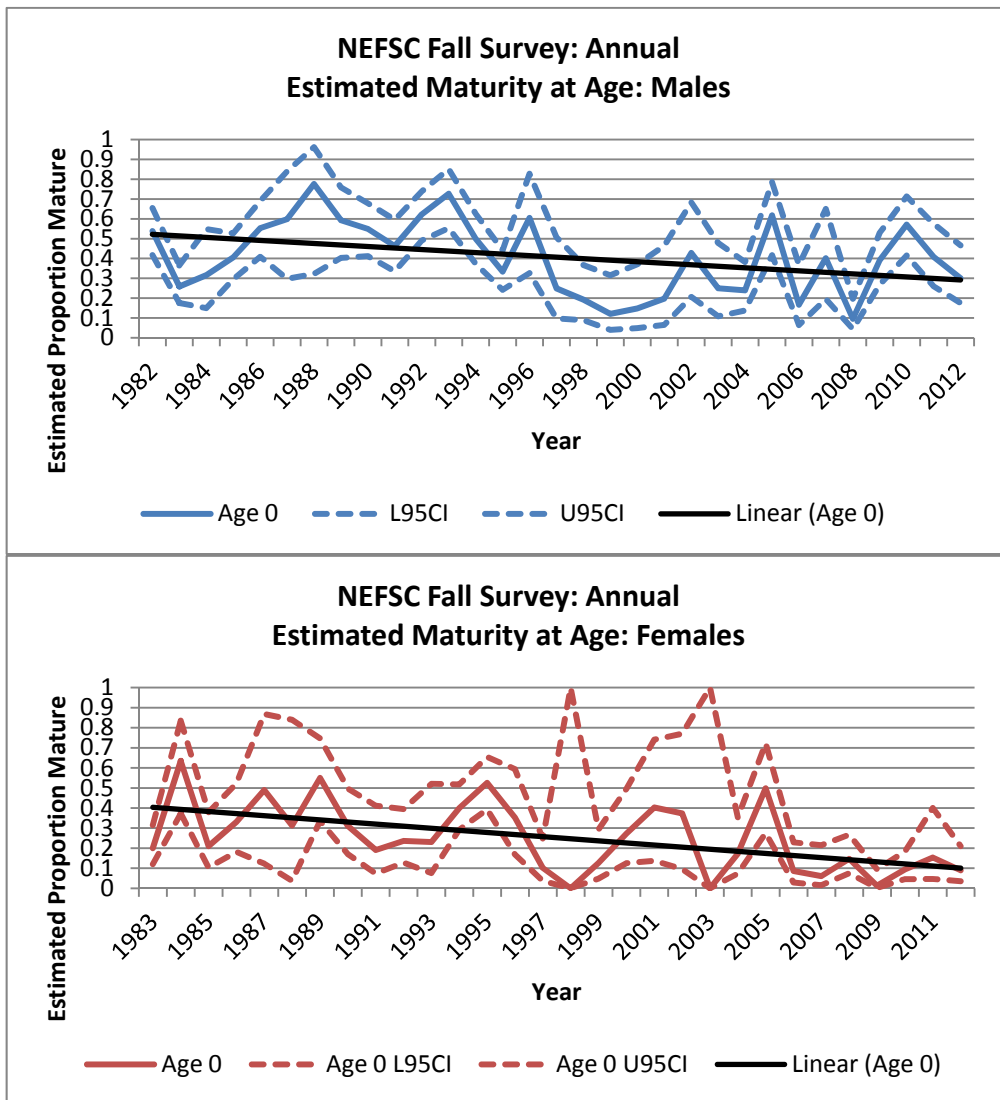 NEFSC Fall Survey: Annual
Estimated Maturity at Age: Males
Estimated Proportion Mature
1
0.9
0.8
0.7
0.6
0.5
0.4
0.3
0.2
0.1
0
1982 1984 1986 1988 1990 1992 1994 1996 1998 2000 2002 2004 2006 2008 2010 2012
Year
Age 0 L95CI U95CI Linear (Age 0)
NEFSC Fall Survey: Annual
Estimated Maturity at Age: Females
Estimated Proportion Mature
1
0.9
0.8
0.7
0.6
0.5
0.4
0.3
0.2
0.1
0
1983 1985 1987 1989 1991 1993 1995 1997 1999 2001 2003 2005 2007 2009 2011
Year
Age 0 Age 0 L95CI Age 0 U95CI Linear (Age 0)